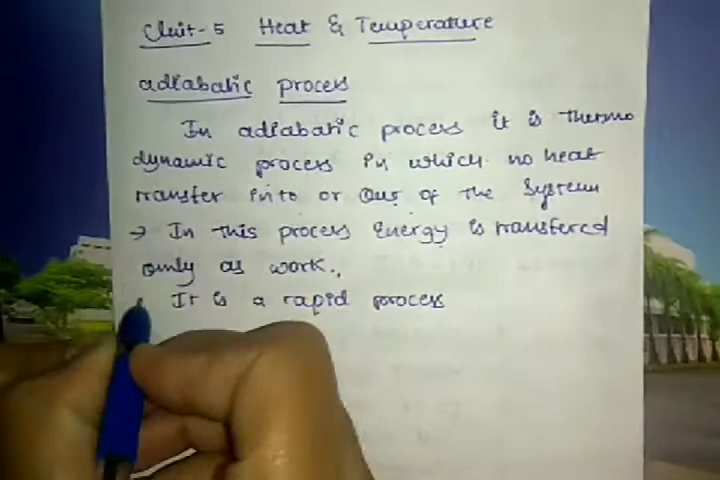 Unit-5 Heat & Temperature
adiabatic process
In adiabatic process it is thermo
dynamic process in which no heat
transfer into or out of the System
→ In this process Energy is transfered
only as work.,
It is a rapid process